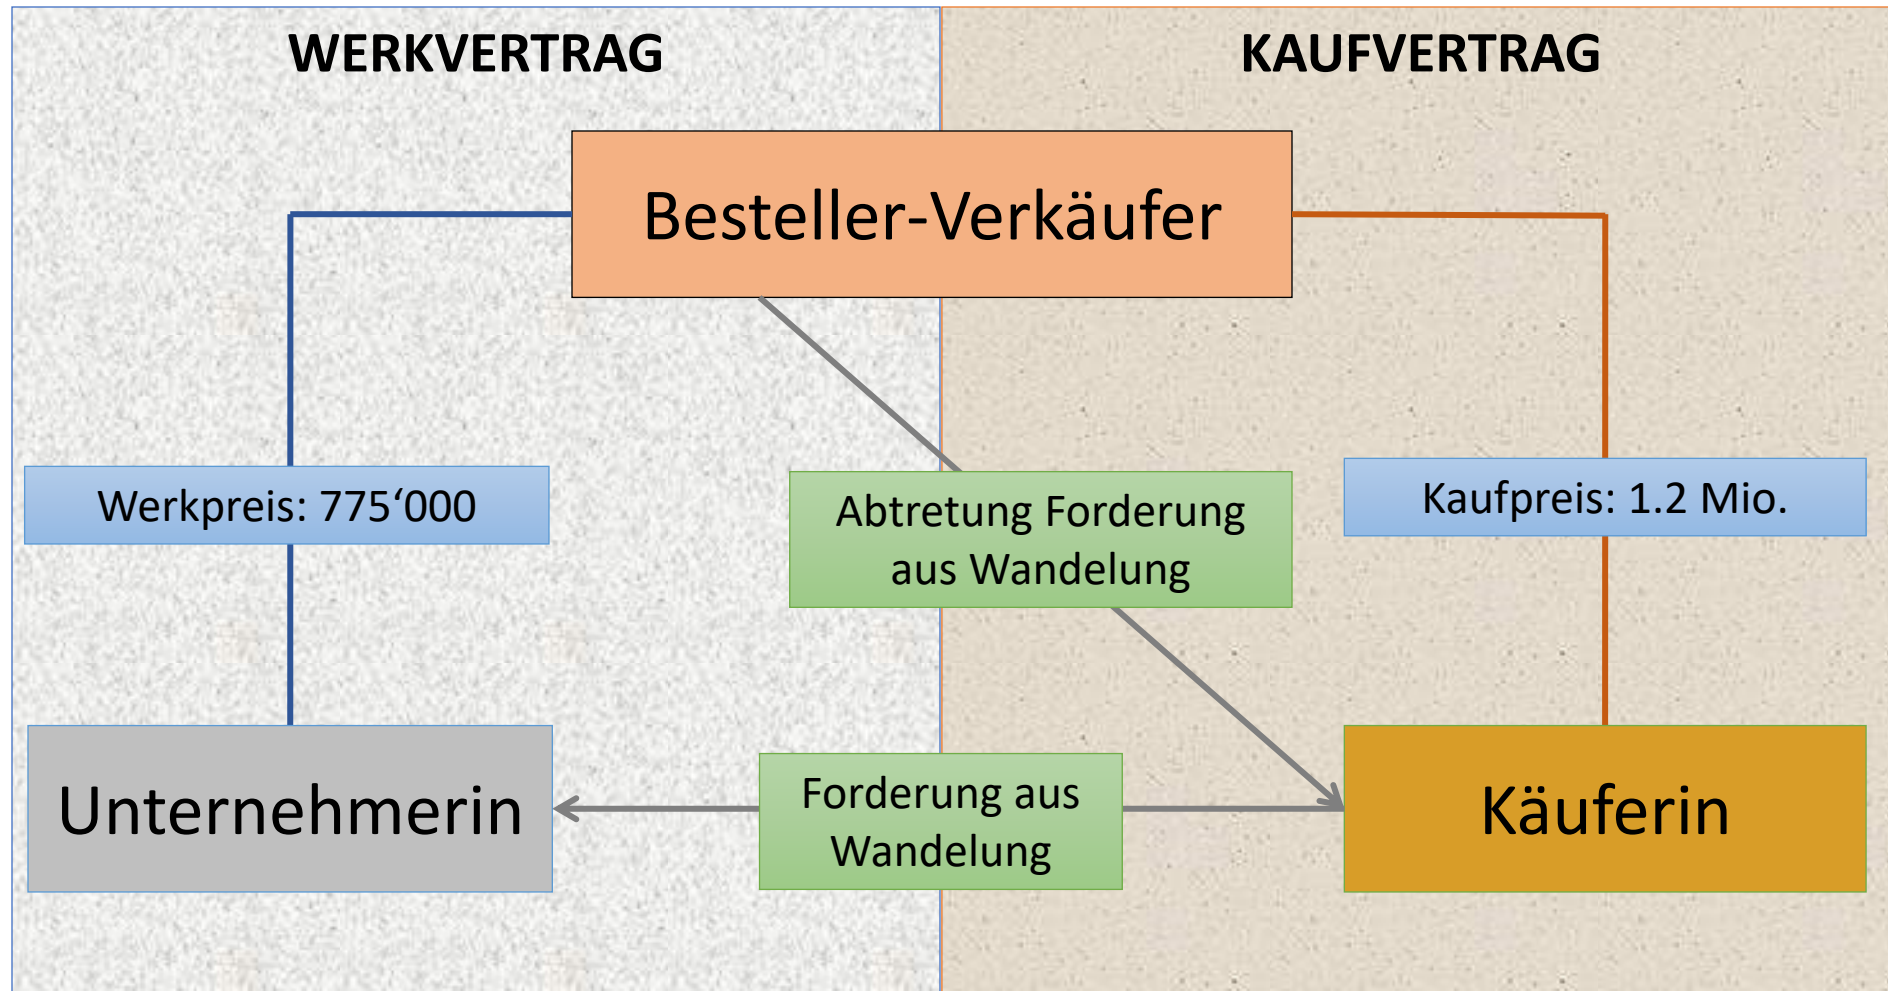 WERKVERTRAG
KAUFVERTRAG
Besteller-Verkäufer
Werkpreis: 775‘000
Abtretung Forderung
aus Wandelung
Kaufpreis: 1.2 Mio.
Unternehmerin
Forderung aus
Wandelung
Käuferin